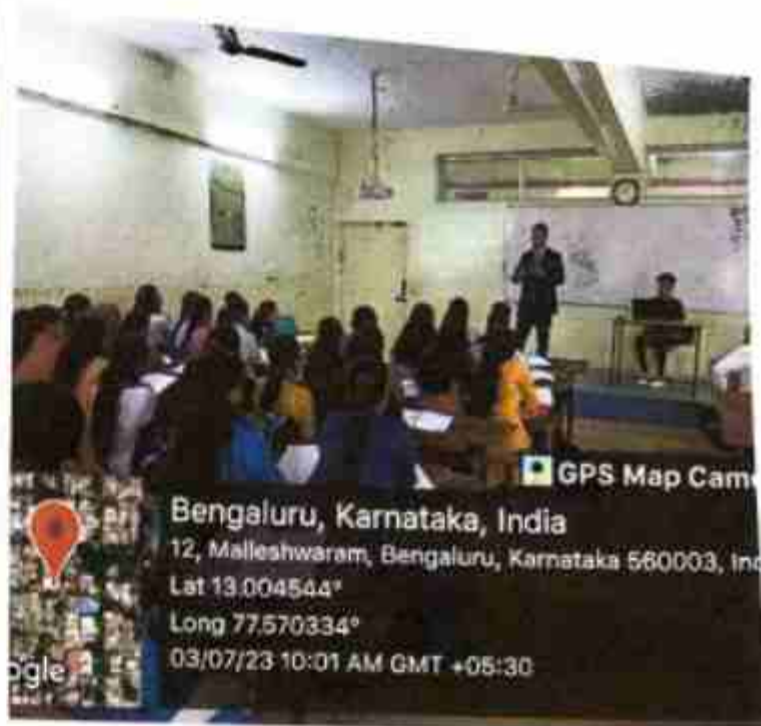 GPS Map Cam
Bengaluru, Karnataka, India
12, Malleshwaram, Bengaluru, Karnataka 560003, Inc
Lat 13.004544°
Long 77.570334°
03/07/23 10:01 AM GMT +05:30
ogle